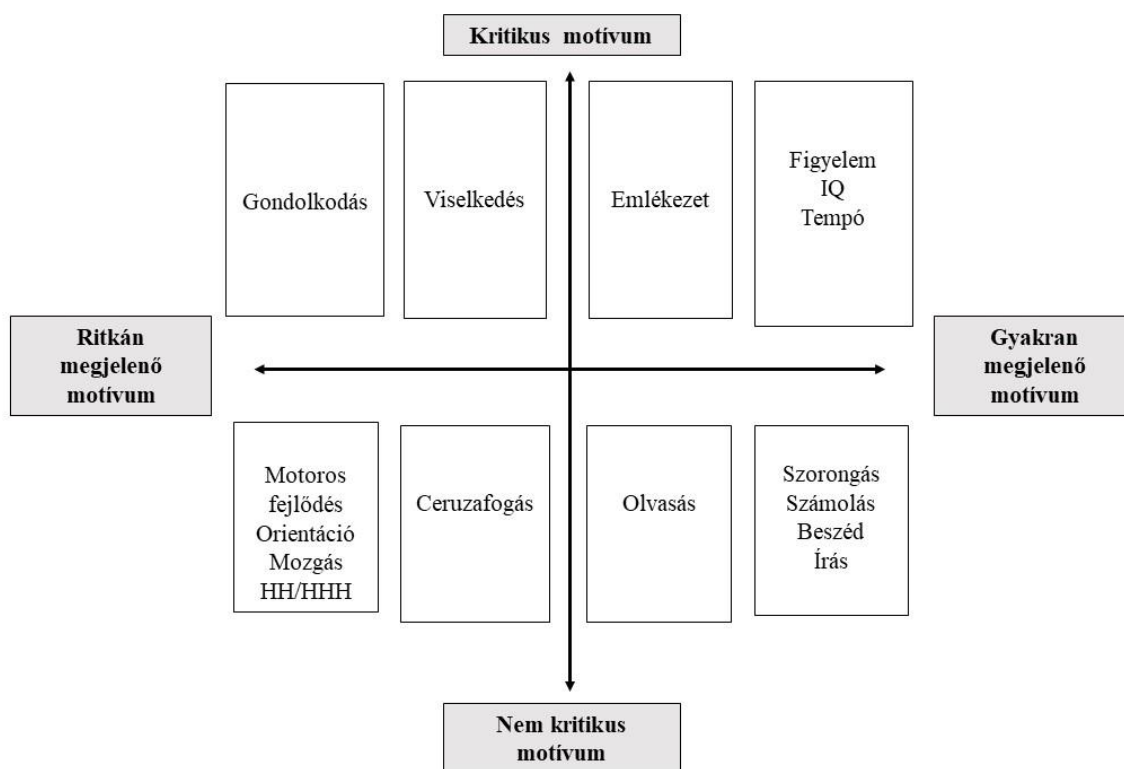 Kritikus motívum
Gondolkodás
Viselkedés
Emlékezet
Figyelem
IQ
Tempó
Ritkán
megjelenő
motívum
Gyakran
megjelenő
motívum
Motoros
fejlődés
Orientáció
Mozgás
HH/HHH
Ceruzafogás
Olvasás
Szorongás
Számolás
Beszéd
Írás
Nem kritikus
motívum